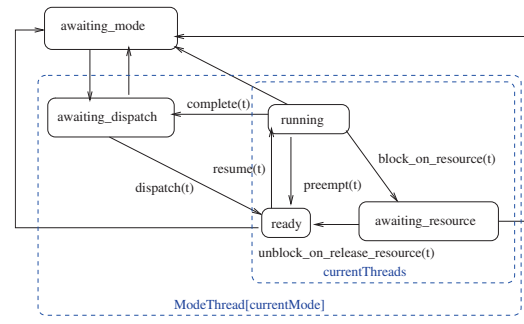 awaiting_mode
awaiting_dispatch
complete(t)
running
block_on_resource(t)
resume(t)
preempt(t)
dispatch(t)
ready
awaiting_resource
unblock_on_release_resource(t)
currentThreads
ModeThread[currentMode]